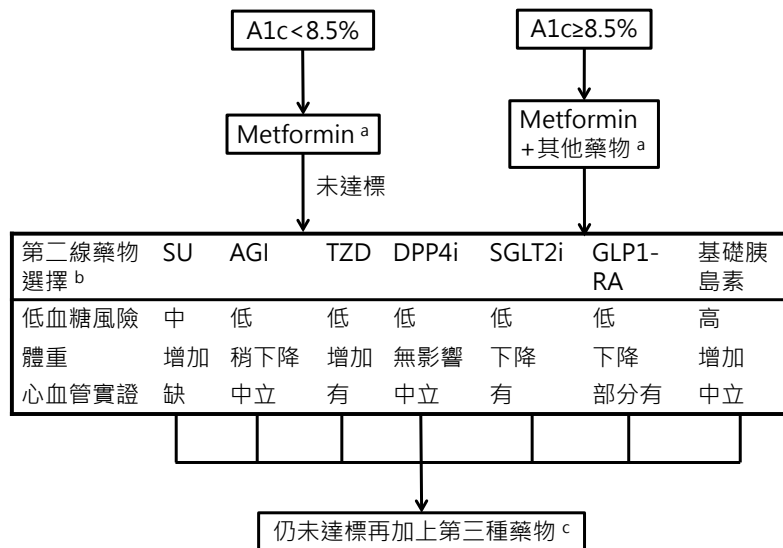 A1c<8.5%
A1c≥8.5%
Metformin a
Metformin
+其他藥物 a
未達標
第二線藥物選擇 b SU AGI TZD DPP4i SGLT2i GLP1-RA 基礎胰島素
低血糖風險 中 低 低 低 低 低 高
體重 增加 稍下降 增加 無影響 下降 下降 增加
心血管實證 缺 中立 有 中立 有 部分有 中立
仍未達標再加上第三種藥物 c